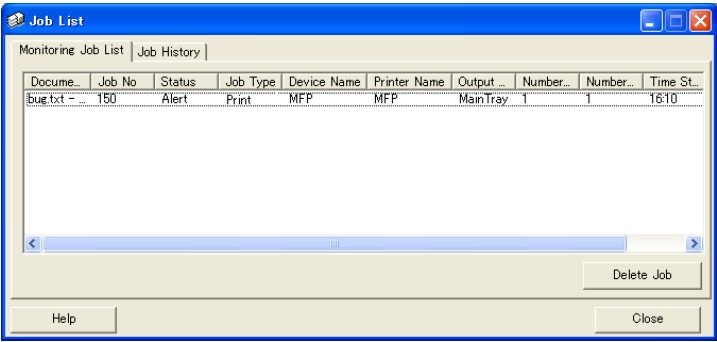 Job List
Monitoring Job List Job History
Docume... Job No Status Job Type Device Name Printer Name Output ... Number... Number... Time St...
bug.txt - ... 150 Alert Print MFP MFP MainTray 1 1 16:10
Delete Job
Help Close